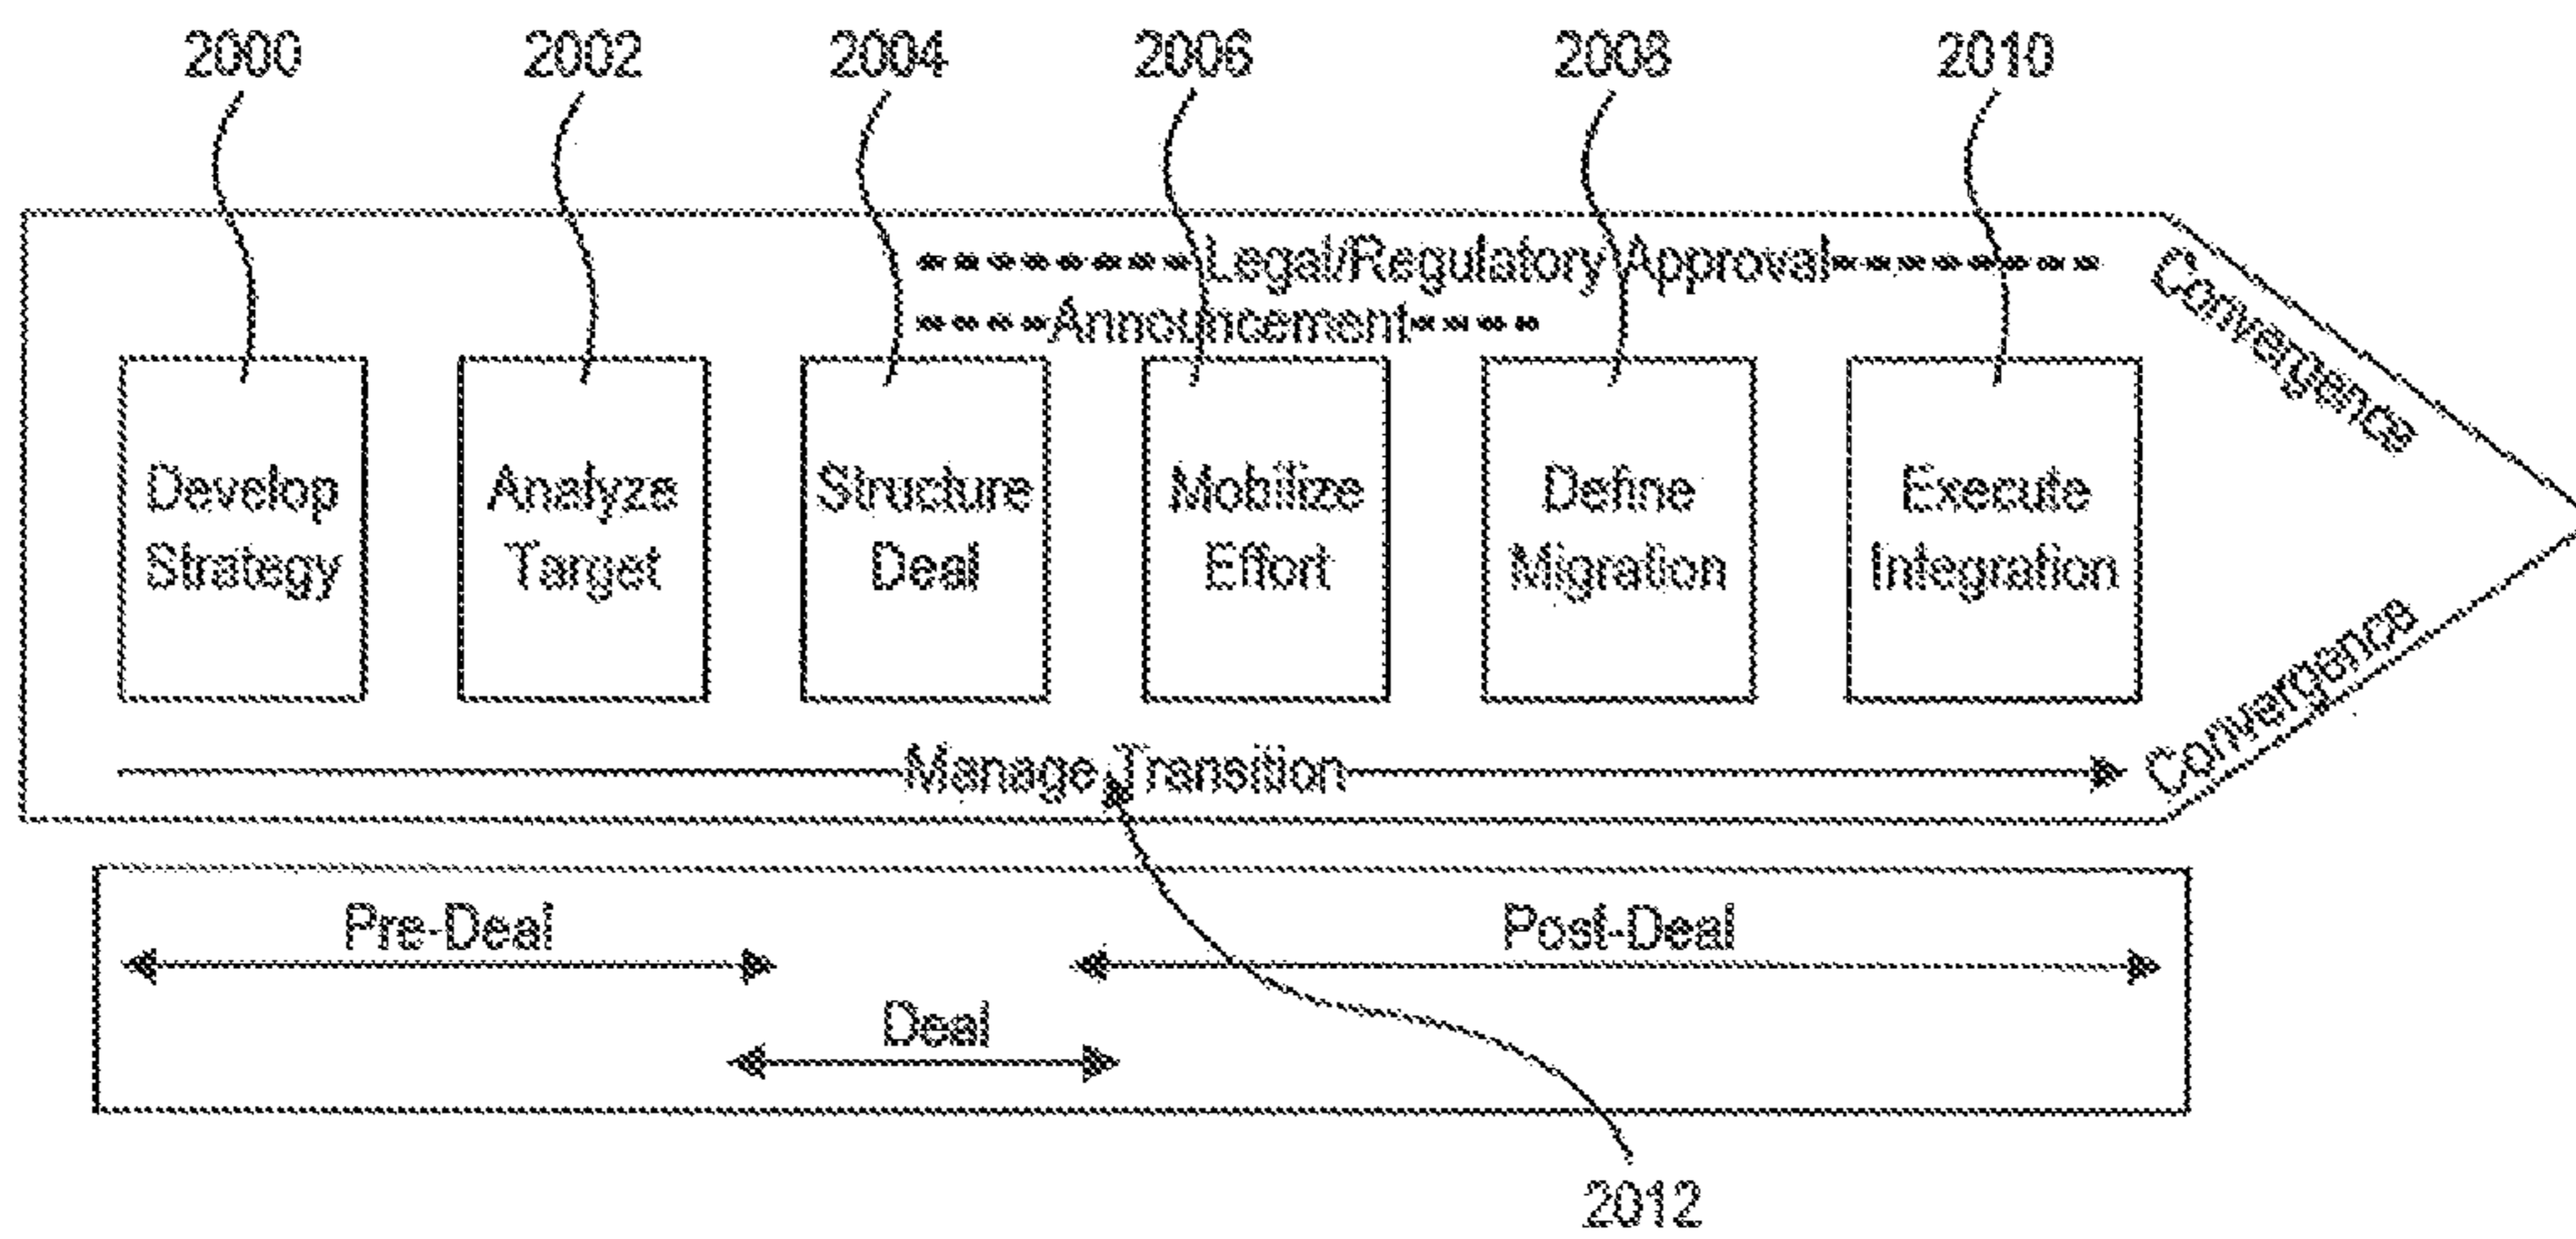 2000 2002 2004 2006 2008 2010
Legal/Regulatory Approval
Announcement
Convergence
Develop
Strategy
Analyze
Target
Structure
Deal
Mobilize
Effort
Define
Migration
Execute
Integration
Manage Transition
Convergence
Pre-Deal
Post-Deal
Deal
2012